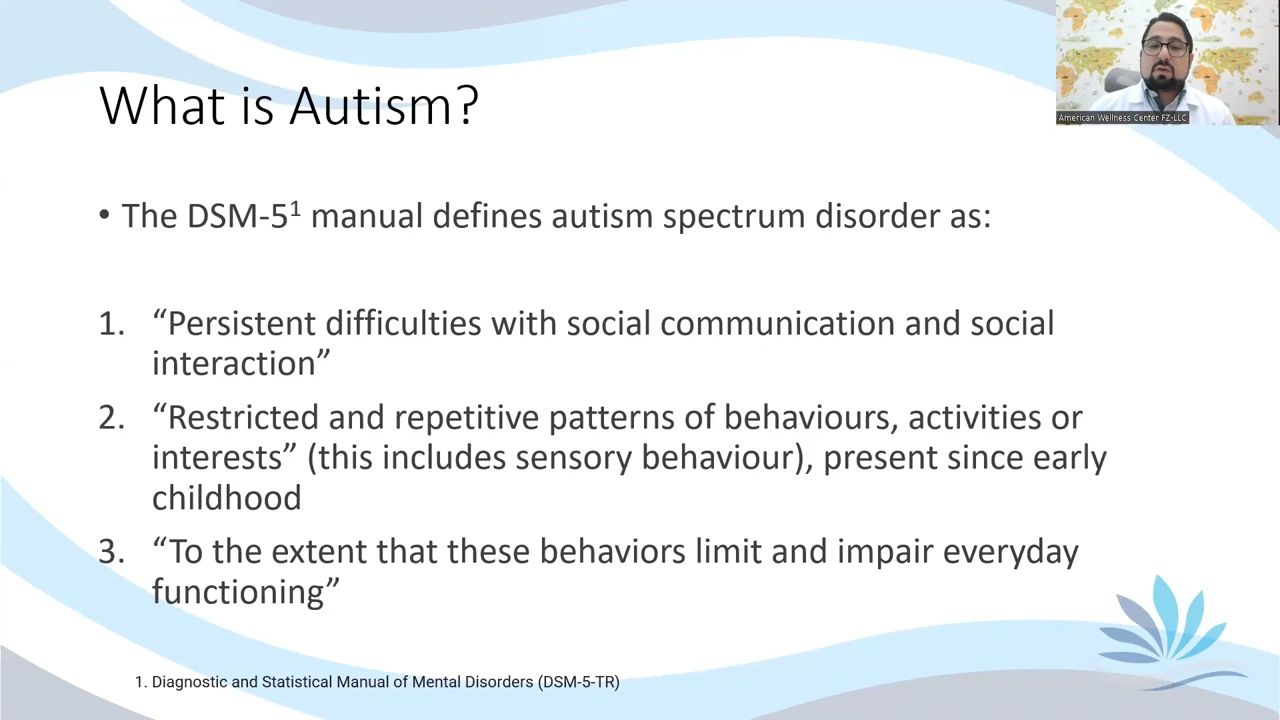 What is Autism?
American Wellness Center FZ-LLC
• The DSM-5¹ manual defines autism spectrum disorder as:
1. “Persistent difficulties with social communication and social
interaction”
2. “Restricted and repetitive patterns of behaviours, activities or
interests” (this includes sensory behaviour), present since early
childhood
3. “To the extent that these behaviors limit and impair everyday
functioning”
1. Diagnostic and Statistical Manual of Mental Disorders (DSM-5-TR)